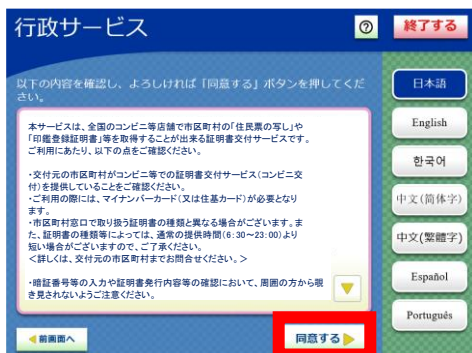 行政サービス
?
終了する
以下の内容を確認し、よろしければ「同意する」ボタンを押してくだ
さい。
本サービスは、全国のコンビニ等店舗で市区町村の「住民票の写し」や
「印鑑登録証明書」等を取得することが出来る証明書交付サービスです。
ご利用にあたり、以下の点をご確認ください。
・交付元の市区町村がコンビニ等での証明書交付サービス(コンビニ交
付)を提供していることをご確認ください。
・ご利用の際には、マイナンバーカード(又は住基カード)が必要となり
ます。
・市区町村窓口で取り扱う証明書の種類と異なる場合がございます。ま
た、証明書の種類等によっては、通常の提供時間(6:30~23:00)より
短い場合がございますので、ご了承ください。
<詳しくは、交付元の市区町村までお問合せください。>
・暗証番号等の入力や証明書発行内容等の確認において、周囲の方から覗
き見されないようご注意ください。
前画面へ
同意する
日本語
English
한국어
中文(简体字)
中文(繁體字)
Español
Português